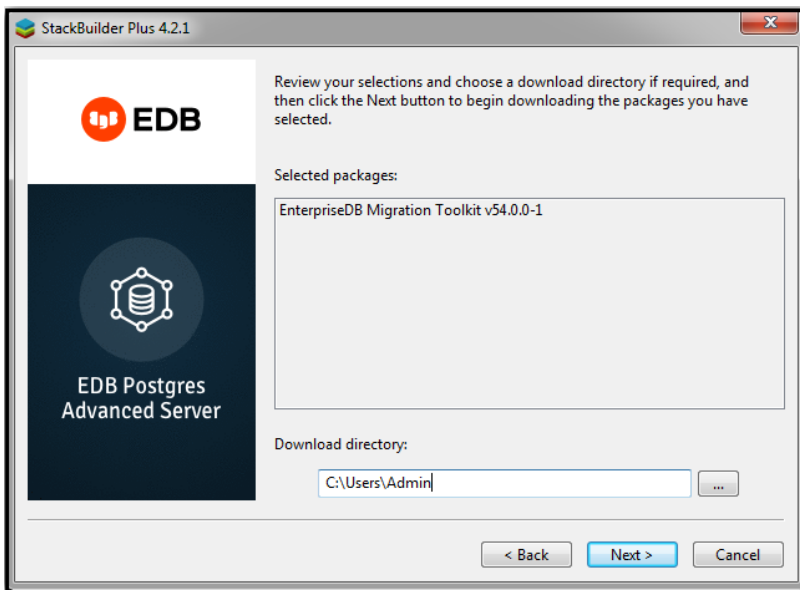 StackBuilder Plus 4.2.1
EDB
EDB Postgres
Advanced Server
Review your selections and choose a download directory if required, and
then click the Next button to begin downloading the packages you have
selected.
Selected packages:
EnterpriseDB Migration Toolkit v54.0.0-1
Download directory:
C:\Users\Admin
...
< Back
Next >
Cancel